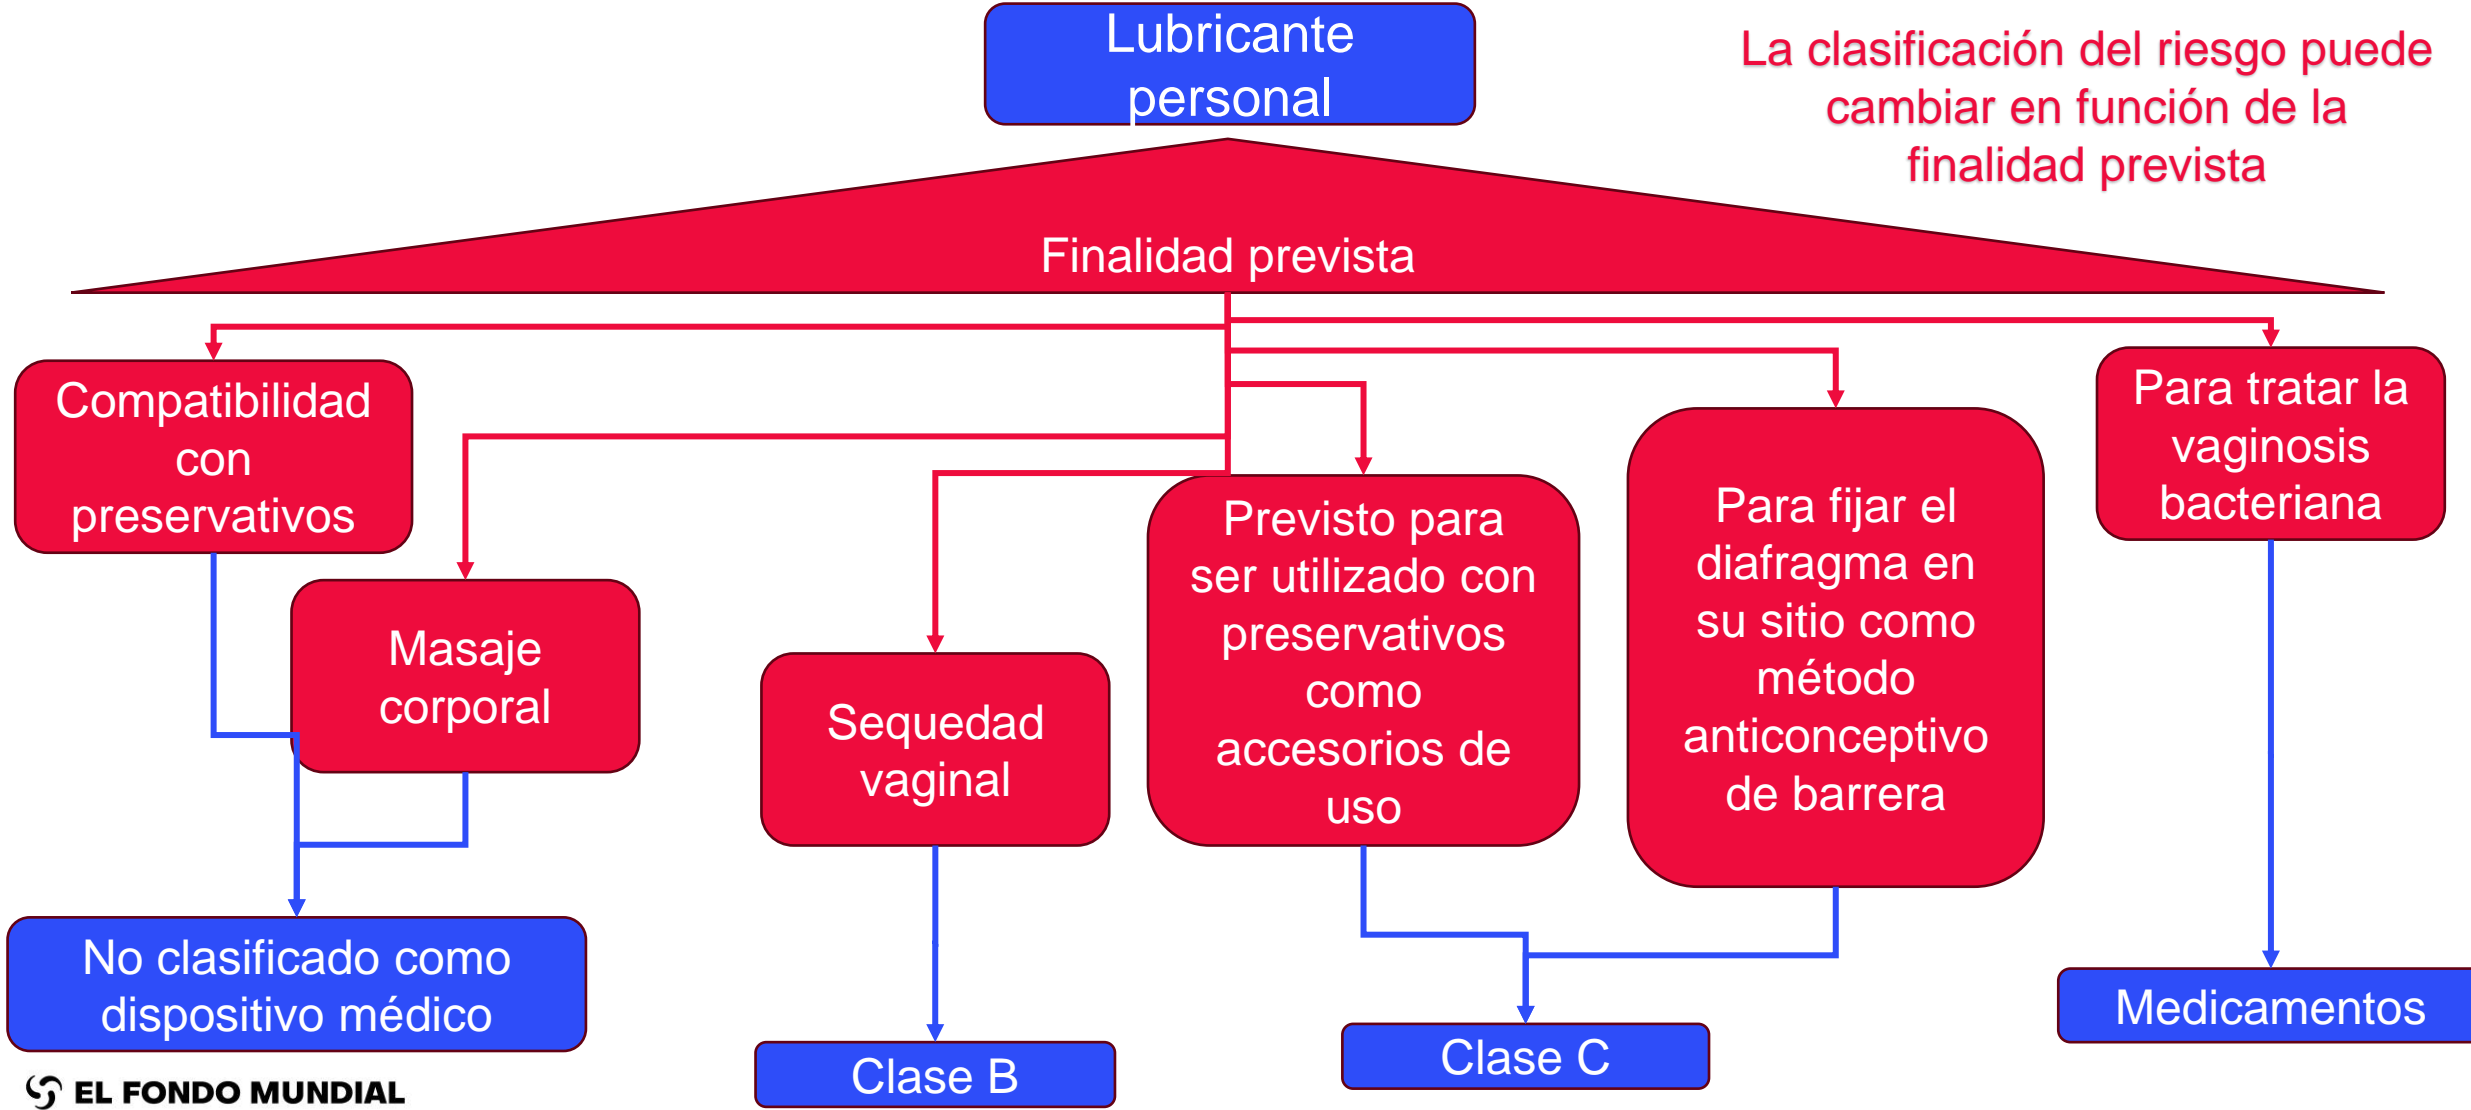 Lubricante
personal
La clasificación del riesgo puede
cambiar en función de la
finalidad prevista
Finalidad prevista
Compatibilidad
con
preservativos
Masaje
corporal
Sequedad
vaginal
Previsto para
ser utilizado con
preservativos
como
accesorios de
uso
Para fijar el
diafragma en
su sitio como
método
anticonceptivo
de barrera
Para tratar la
vaginosis
bacteriana
No clasificado como
dispositivo médico
Clase B
Clase C
Medicamentos
EL FONDO MUNDIAL